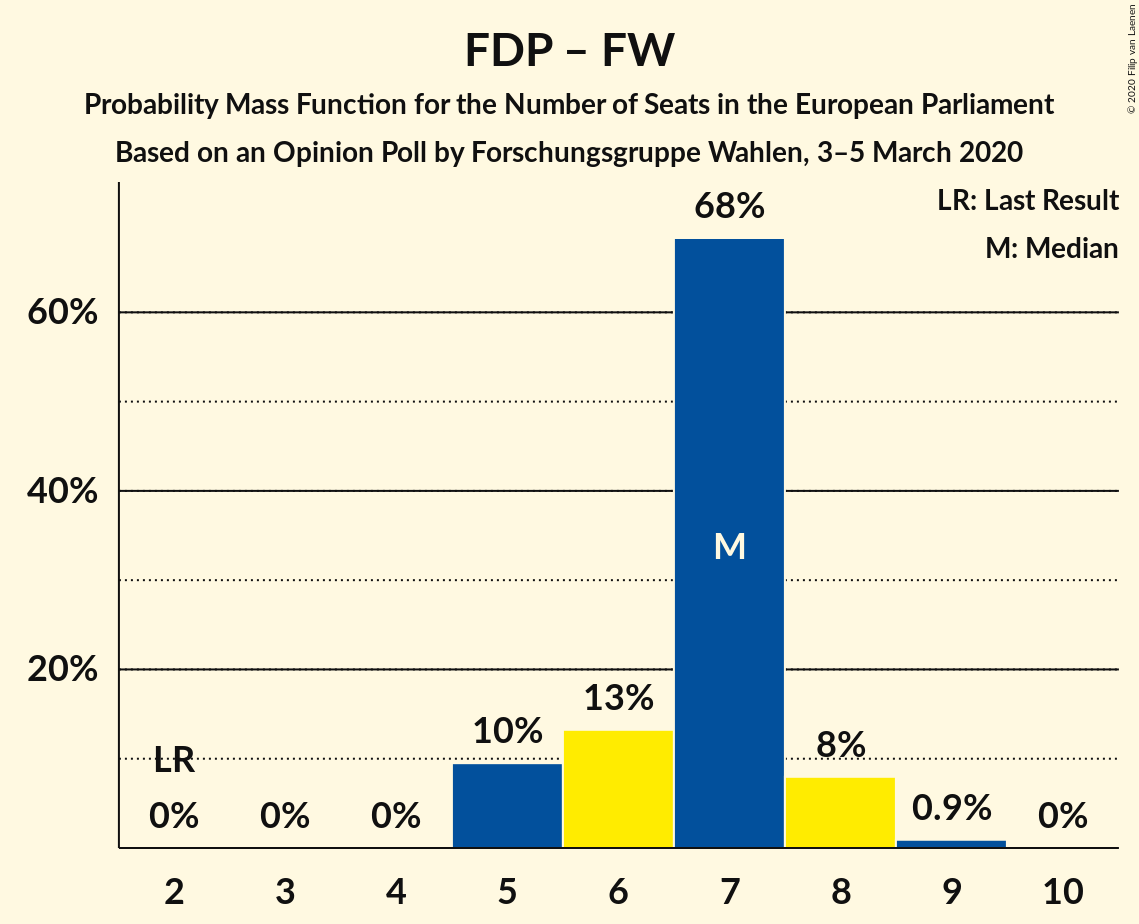 FDP – FW
Probability Mass Function for the Number of Seats in the European Parliament
Based on an Opinion Poll by Forschungsgruppe Wahlen, 3–5 March 2020
© 2020 Filip van Laenen
LR: Last Result
M: Median
68%
60%
40%
M
20%
13%
10%
8%
LR
0%
0%
0%
0.9%
0%
2
3
4
5
6
7
8
9
10